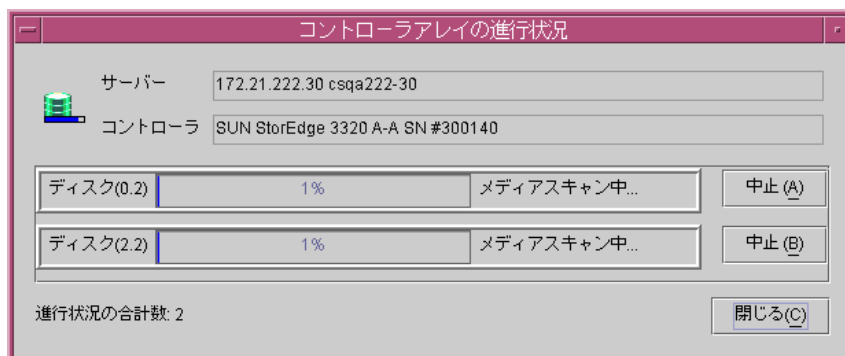 コントローラアレイの進行状況
サーバー 172.21.222.30 csqa222-30
コントローラ SUN StorEdge 3320 A-A SN #300140
ディスク(0.2) 1% メディアスキャン中... 中止(A)
ディスク(2.2) 1% メディアスキャン中... 中止(B)
進行状況の合計数: 2 閉じる(C)